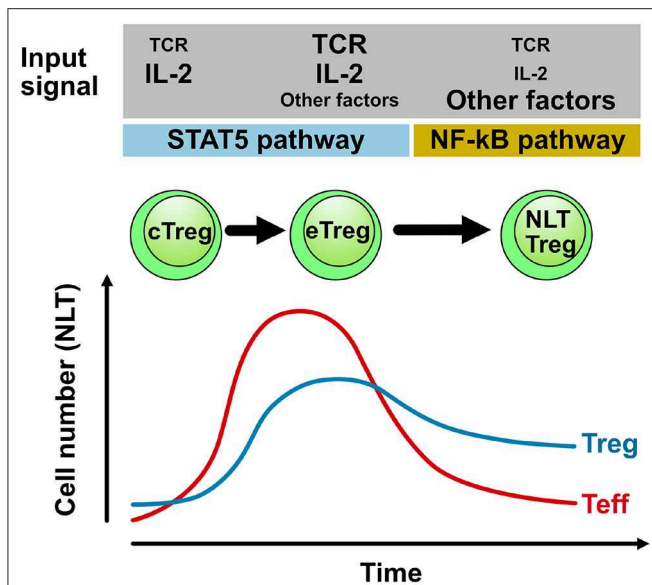 Input
signal
TCR
IL-2
TCR
IL-2
Other factors
TCR
IL-2
Other factors
STAT5 pathway
NF-kB pathway
cTreg
eTreg
NLT
Treg
Cell number (NLT)
Treg
Teff
Time